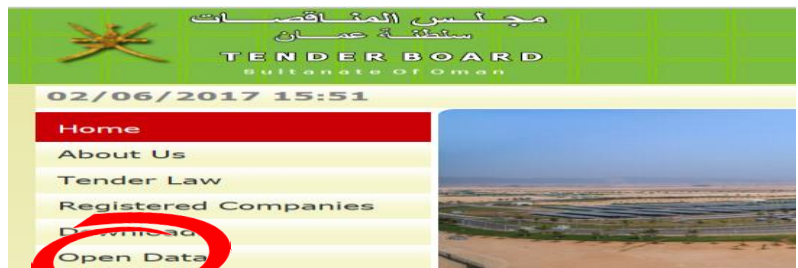 مجلس المناقصات
سلطنة عمان
TENDER BOARD
Sultanate Of Oman
02/06/2017 15:51
Home
About Us
Tender Law
Registered Companies
Download
Open Data